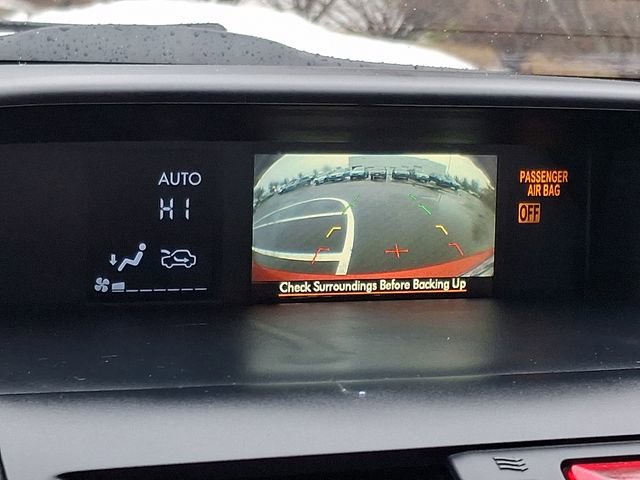 AUTO
HI
PASSENGER
AIR BAG
OFF
Check Surroundings Before Backing Up